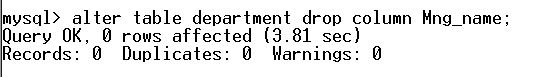 mysql> alter table department drop column Mng_name;
Query OK, 0 rows affected (3.81 sec)
Records: 0  Duplicates: 0  Warnings: 0